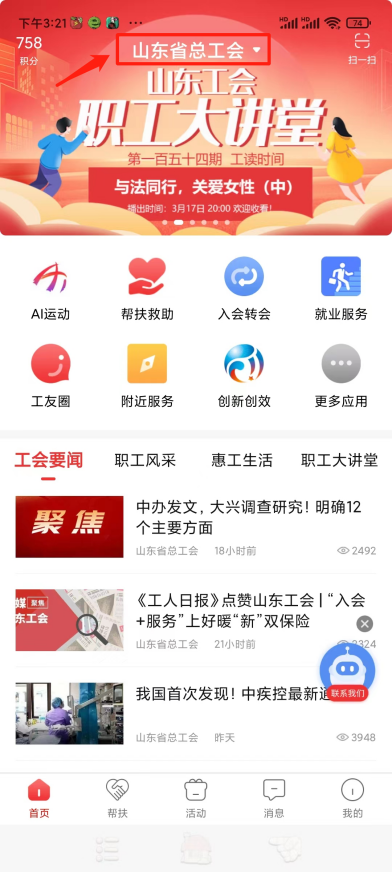 下午3:21
HD
HD
74
758
积分
山东省总工会
扫一扫
山东工会
职工大讲堂
第一百五十四期 工读时间
与法同行，关爱女性（中）
播出时间：3月17日 20:00 欢迎收看！
AI运动
帮扶救助
入会转会
就业服务
工友圈
附近服务
创新创效
更多应用
工会要闻
职工风采
惠工生活
职工大讲堂
聚焦
中办发文，大兴调查研究！明确12
个主要方面
山东省总工会 18小时前 2492
媒 聚焦
东工会
《工人日报》点赞山东工会 | “入会
+服务”上好暖“新”双保险
山东省总工会 21小时前 2324
我国首次发现！中疾控最新通
山东省总工会 昨天 3948
联系我们
首页
帮扶
活动
消息
我的